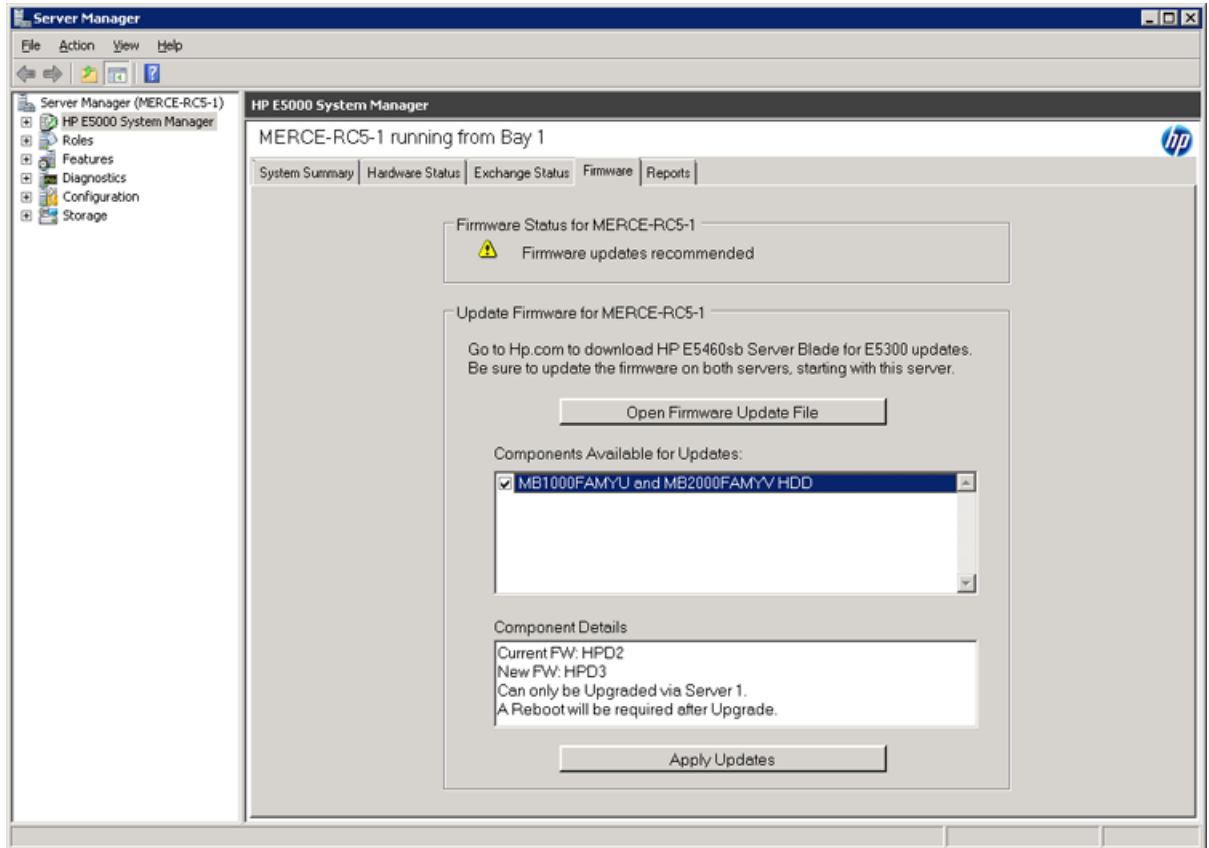 Server Manager
File Action View Help
Server Manager (MERCE-RC5-1)
HP E5000 System Manager
Roles
Features
Diagnostics
Configuration
Storage
HP E5000 System Manager
MERCE-RC5-1 running from Bay 1
hp
System Summary Hardware Status Exchange Status Firmware Reports
Firmware Status for MERCE-RC5-1
Firmware updates recommended
Update Firmware for MERCE-RC5-1
Go to Hp.com to download HP E5460sb Server Blade for E5300 updates.
Be sure to update the firmware on both servers, starting with this server.
Open Firmware Update File
Components Available for Updates:
MB1000FAMYU and MB2000FAMYV HDD
Component Details
Current FW: HPD2
New FW: HPD3
Can only be Upgraded via Server 1.
A Reboot will be required after Upgrade.
Apply Updates